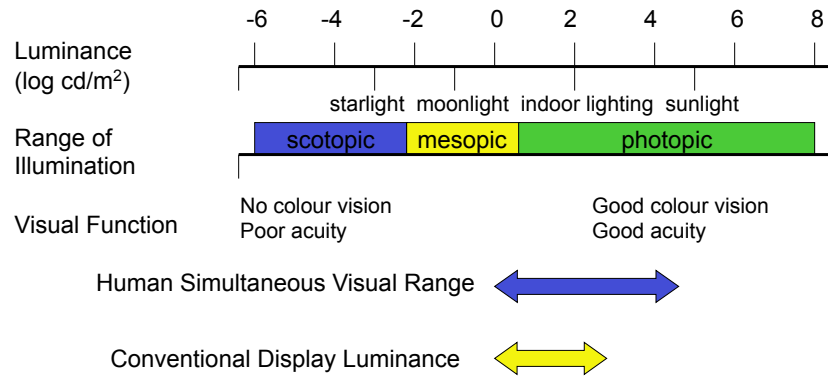 -6 -4 -2 0 2 4 6 8
Luminance
(log cd/m²)
starlight moonlight indoor lighting sunlight
Range of
Illumination
scotopic mesopic photopic
Visual Function
No colour vision
Poor acuity
Good colour vision
Good acuity
Human Simultaneous Visual Range
Conventional Display Luminance